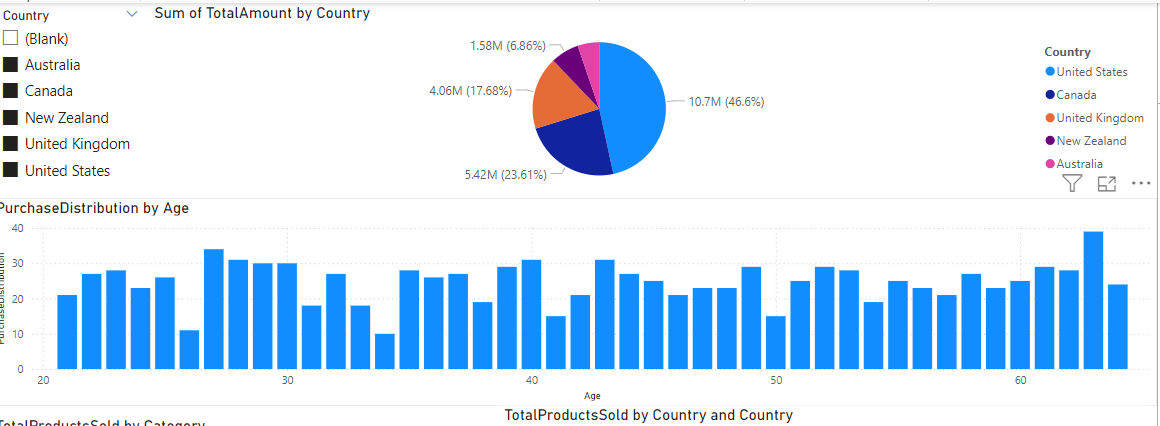 Country
Sum of TotalAmount by Country
(Blank)
Australia
Canada
New Zealand
United Kingdom
United States
1.58M (6.86%)
4.06M (17.68%)
5.42M (23.61%)
10.7M (46.6%)
Country
United States
Canada
United Kingdom
New Zealand
Australia
PurchaseDistribution by Age
PurchaseDistribution
40
30
20
10
0
20
30
40
50
60
Age
TotalProductsSold by Country and Country
TotalProductsSold by Category